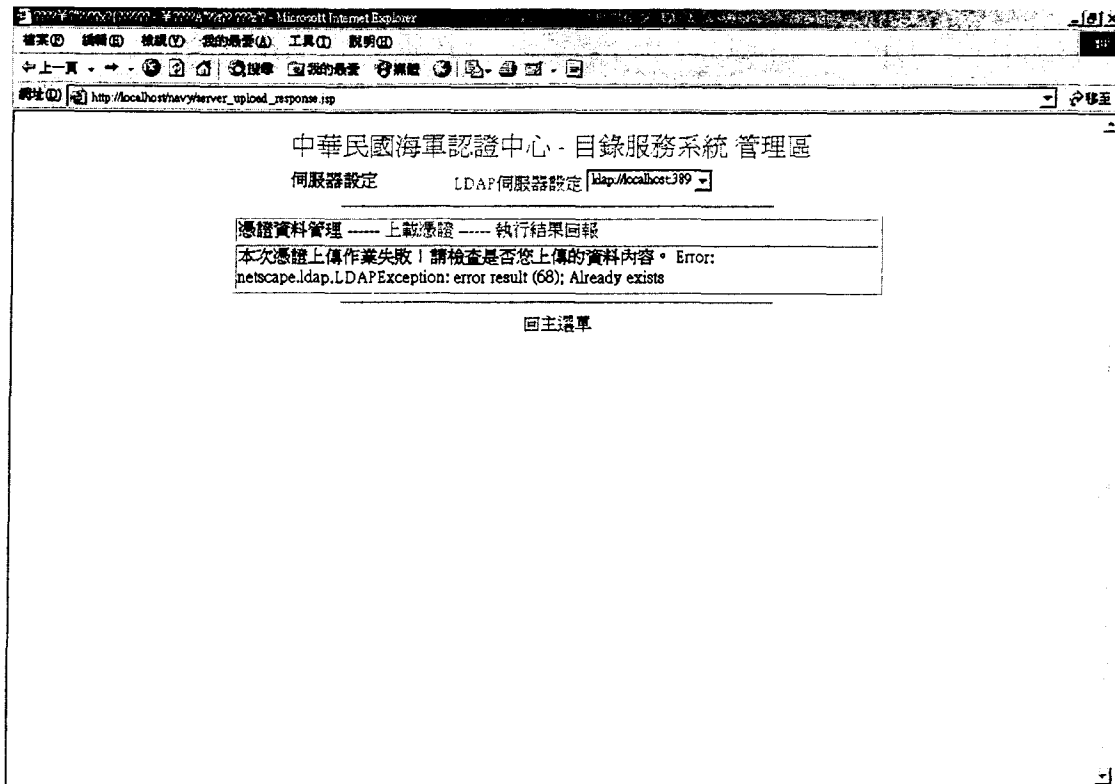 Microsoft Internet Explorer
檔案(F) 編輯(E) 檢視(V) 我的最愛(A) 工具(T) 說明(H)
上一頁 搜尋 我的最愛 媒體
網址(D) http://localhost/navy/server_upload_response.jsp 移至
中華民國海軍認證中心 - 目錄服務系統 管理區
伺服器設定 LDAP伺服器設定 ldap://localhost:389
憑證資料管理 ------ 上載憑證 ------ 執行結果回報
本次憑證上傳作業失敗！請檢查是否您上傳的資料內容。 Error:
netscape.ldap.LDAPException: error result (68); Already exists
回主選單